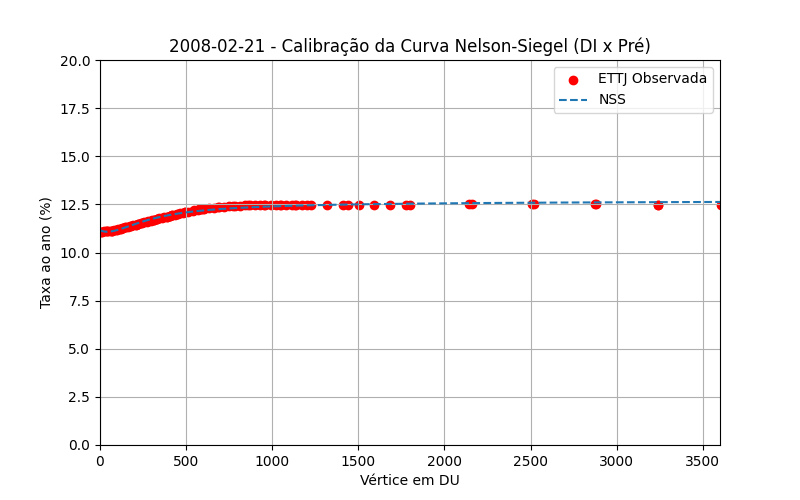 2008-02-21 - Calibração da Curva Nelson-Siegel (DI x Pré)
20.0
17.5
15.0
12.5
10.0
7.5
5.0
2.5
0.0
Taxa ao ano (%)
ETTJ Observada
NSS
0 500 1000 1500 2000 2500 3000 3500
Vértice em DU